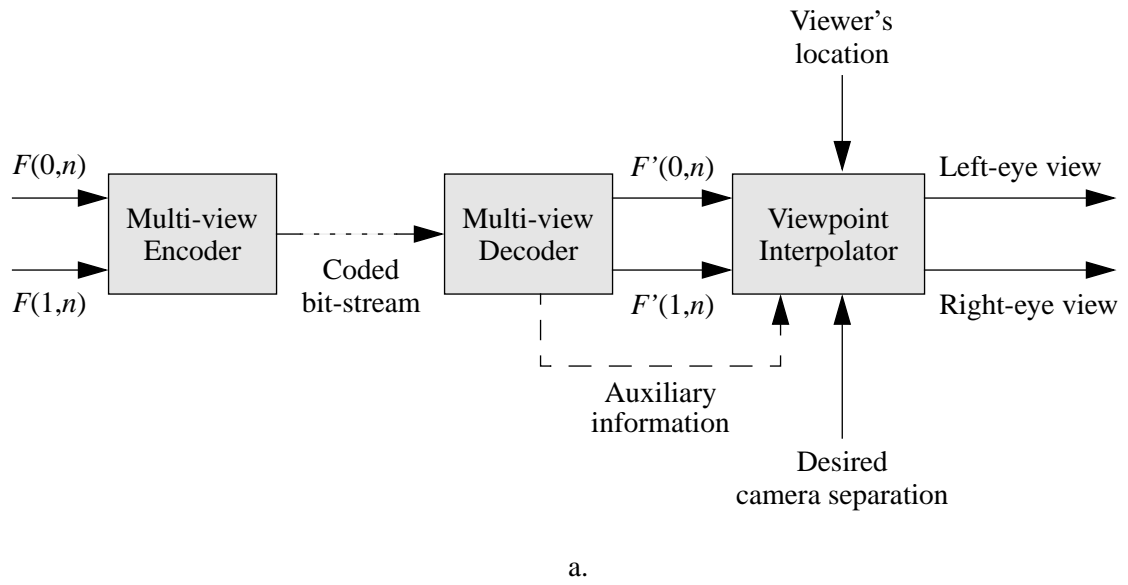 Viewer's
location
F(0,n)
F'(0,n)
Left-eye view
Multi-view
Encoder
Multi-view
Decoder
Viewpoint
Interpolator
Coded
bit-stream
F(1,n)
F'(1,n)
Right-eye view
Auxiliary
information
Desired
camera separation
a.